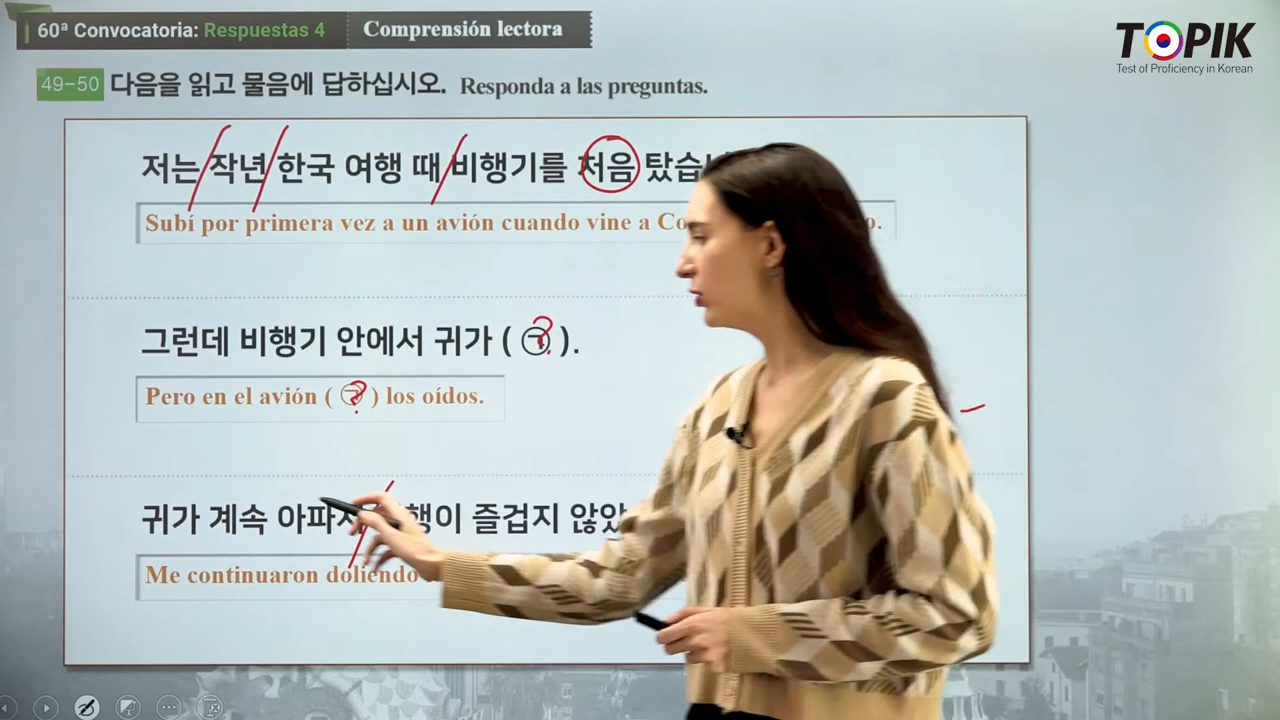 60ª Convocatoria: Respuestas 4 Comprensión lectora
TOPIK
Test of Proficiency in Korean
49-50 다음을 읽고 물음에 답하십시오. Responda a las preguntas.
저는 작년 한국 여행 때 비행기를 처음 탔습
Subí por primera vez a un avión cuando vine a Co o.
그런데 비행기 안에서 귀가 ( ㉠ ).
?
Pero en el avión ( ㉠ ) los oídos.
?
귀가 계속 아파서 행이 즐겁지 않았
Me continuaron doliendo